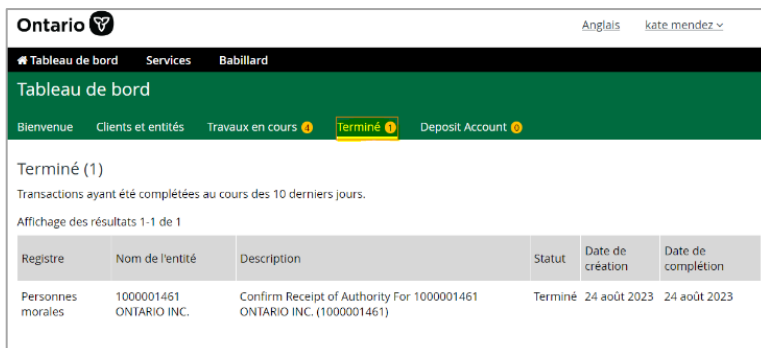 Ontario
Anglais kate mendez
Tableau de bord Services Babillard
Tableau de bord
Bienvenue Clients et entités Travaux en cours 4 Terminé 1 Deposit Account 0
Terminé (1)
Transactions ayant été complétées au cours des 10 derniers jours.
Affichage des résultats 1-1 de 1
Registre Nom de l'entité Description Statut Date de création Date de complétion
Personnes morales 1000001461 ONTARIO INC. Confirm Receipt of Authority For 1000001461 ONTARIO INC. (1000001461) Terminé 24 août 2023 24 août 2023